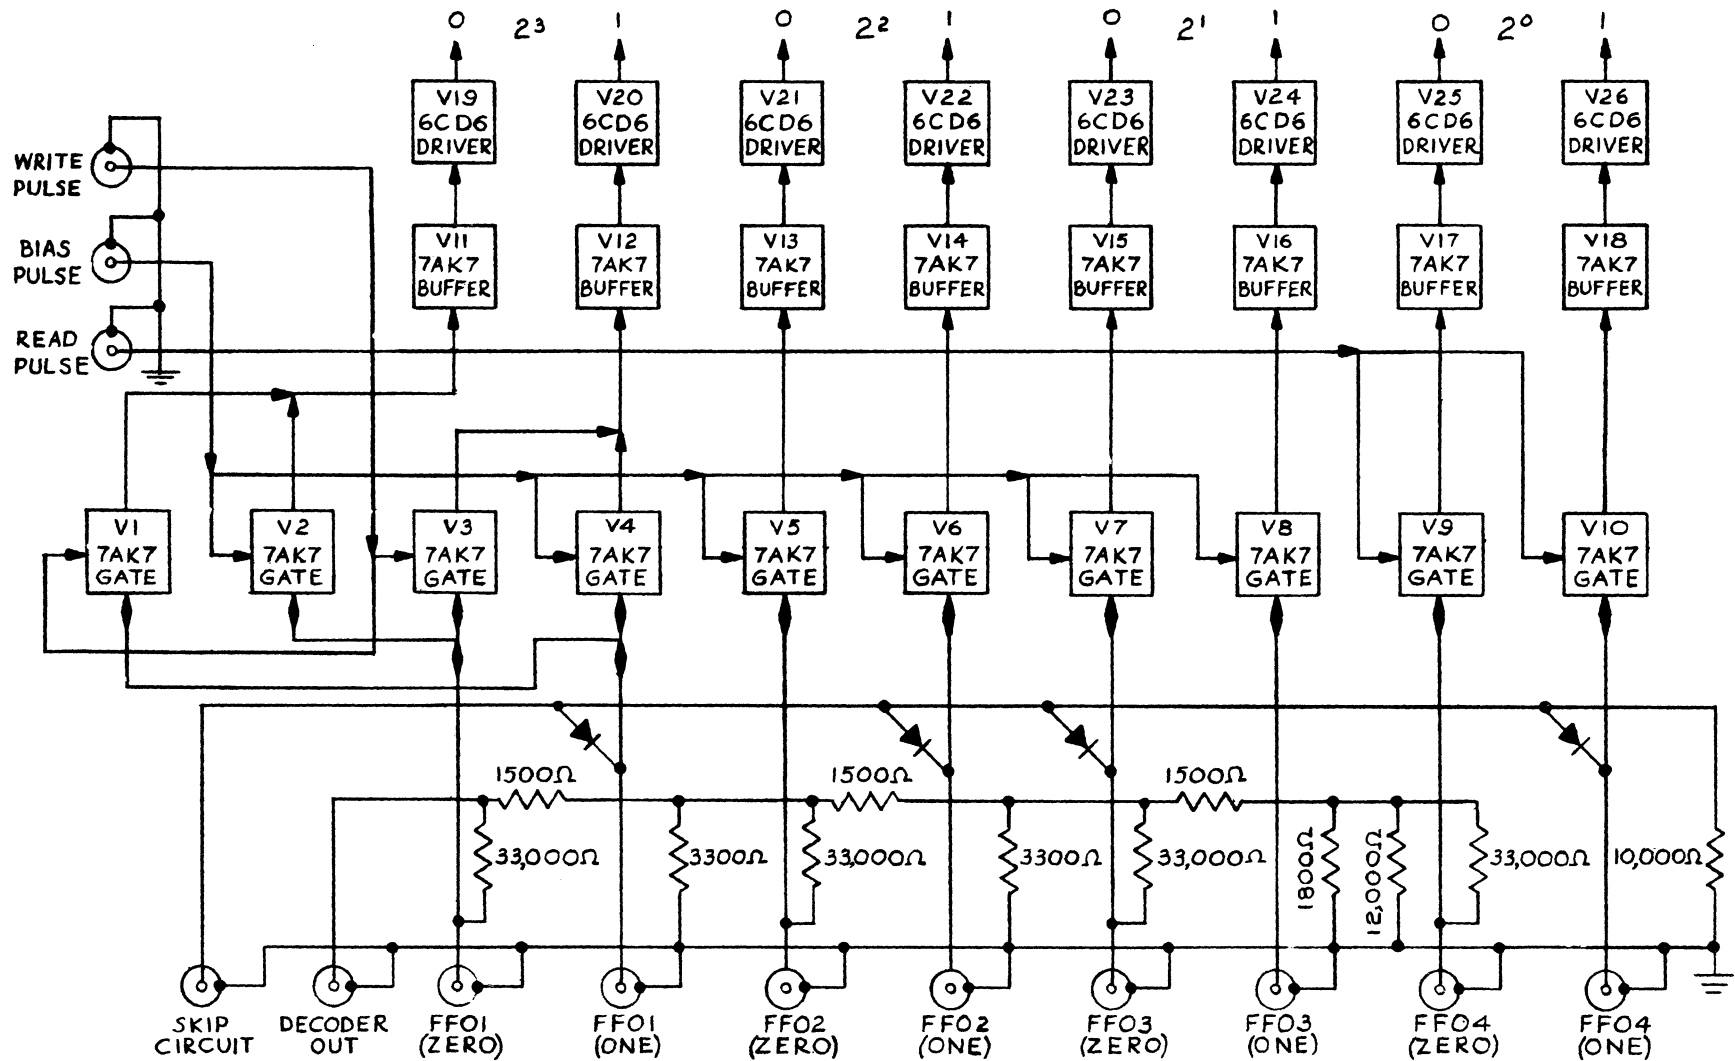 0 2³ 1 0 2² 1 0 2¹ 1 0 2⁰ 1
V19 V20 V21 V22 V23 V24 V25 V26
6CD6 6CD6 6CD6 6CD6 6CD6 6CD6 6CD6 6CD6
DRIVER DRIVER DRIVER DRIVER DRIVER DRIVER DRIVER DRIVER
WRITE
PULSE
BIAS
PULSE
READ
PULSE
V11 V12 V13 V14 V15 V16 V17 V18
7AK7 7AK7 7AK7 7AK7 7AK7 7AK7 7AK7 7AK7
BUFFER BUFFER BUFFER BUFFER BUFFER BUFFER BUFFER BUFFER
V1 V2 V3 V4 V5 V6 V7 V8 V9 V10
7AK7 7AK7 7AK7 7AK7 7AK7 7AK7 7AK7 7AK7 7AK7 7AK7
GATE GATE GATE GATE GATE GATE GATE GATE GATE GATE
1500Ω 1500Ω 1500Ω
33,000Ω 3300Ω 33,000Ω 3300Ω 33,000Ω 1800Ω 12,000Ω 33,000Ω 10,000Ω
SKIP DECODER FF01 FF01 FF02 FF02 FF03 FF03 FF04 FF04
CIRCUIT OUT (ZERO) (ONE) (ZERO) (ONE) (ZERO) (ONE) (ZERO) (ONE)